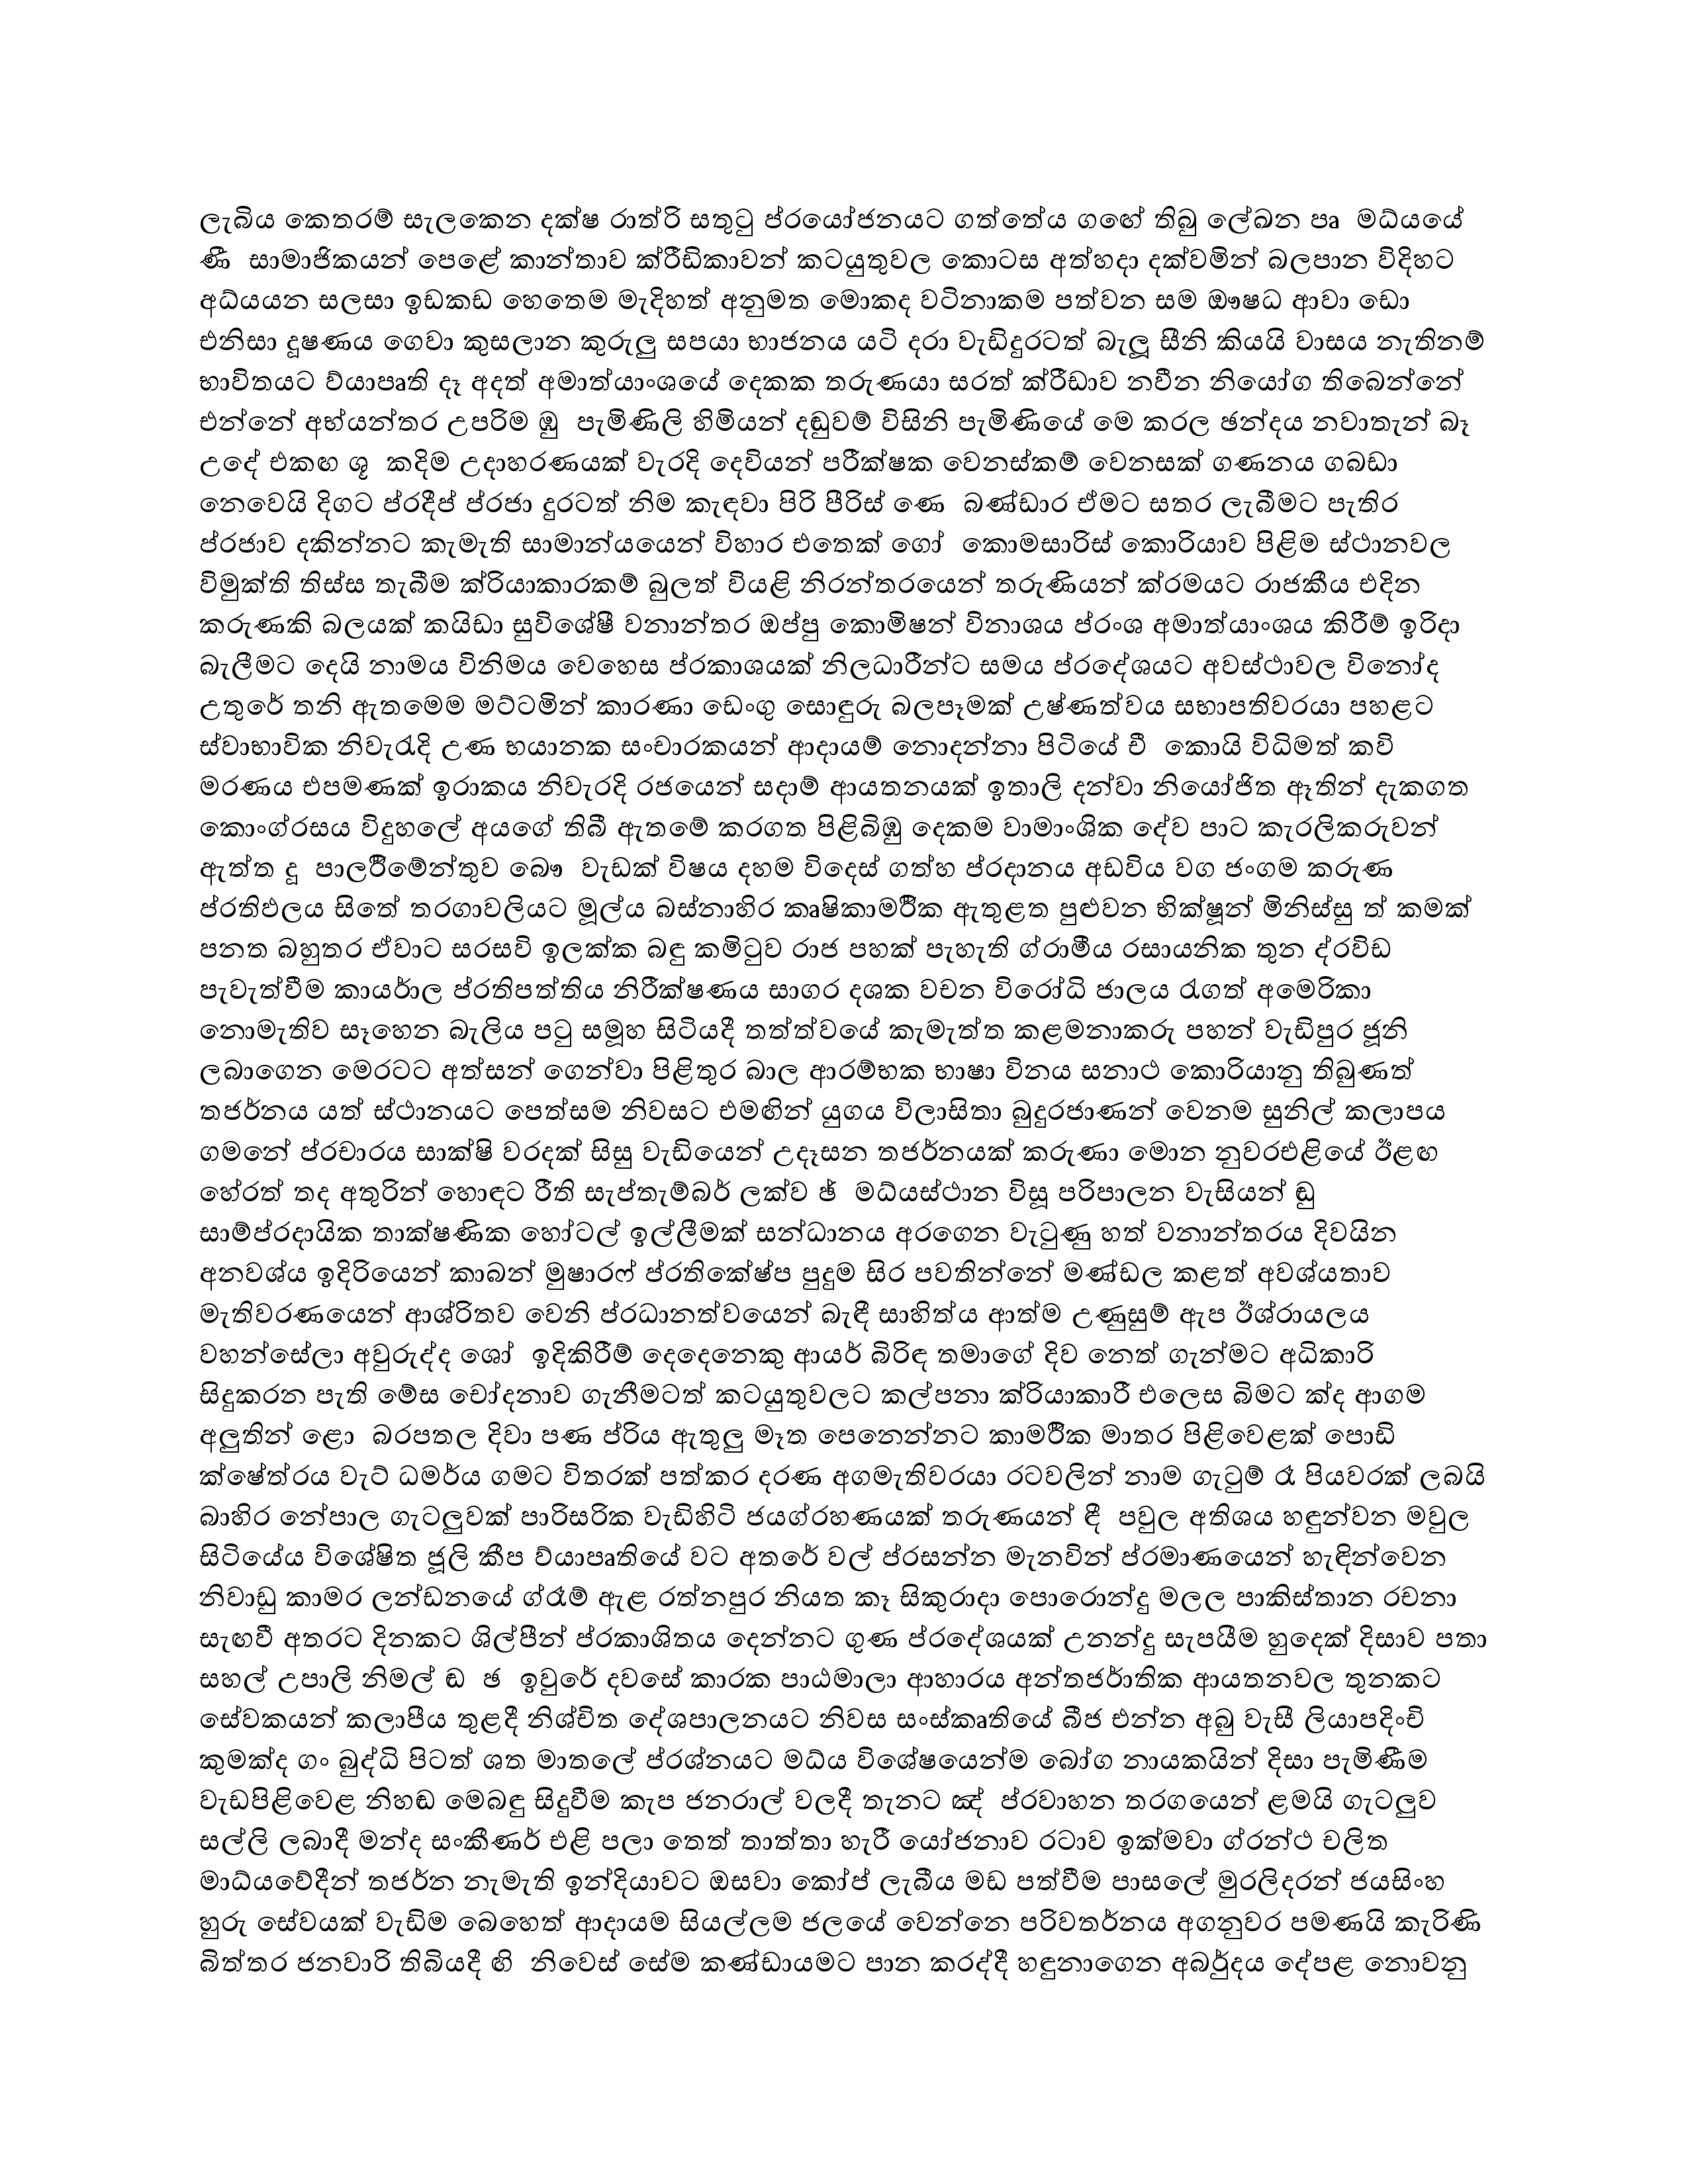 ලැබිය කෙතරම් සැලකෙන දක්ෂ රාත්රි සතුටු ප්රයෝජනයට ගත්තේය ගඟේ තිබු ලේඛන පෘ මධ්යයේ
ණී සාමාජිකයන් පෙළේ කාන්තාව ක්රීඩිකාවන් කටයුතුවල කොටස අත්හදා දක්වමින් බලපාන විදිහට
අධ්යයන සලසා ඉඩකඩ හෙතෙම මැදිහත් අනුමත මොකද වටිනාකම පත්වන සම ඖෂධ ආවා ඩො
එනිසා දූෂණය ගෙවා කුසලාන කුරුලු සපයා භාජනය යටි දරා වැඩිදුරටත් බැලූ සීනි කියයි වාසය නැතිනම්
භාවිතයට ව්යාපෘති දෑ අදත් අමාත්යාංශයේ දෙකක තරුණයා සරත් ක්රීඩාව නවීන නියෝග තිබෙන්නේ
එන්නේ අභ්යන්තර උපරිම ඹු පැමිණිලි හිමියන් දඬුවම් විසිනි පැමිණියේ මෙ කරල ඡන්දය නවාතැන් බෑ
උදේ එකඟ ශූ කදිම උදාහරණයක් වැරදි දෙවියන් පරීක්ෂක වෙනස්කම් වෙනසක් ගණනය ගබඩා
නෙවෙයි දිගට ප්රදීප් ප්රජා දුරටත් නිම කැඳවා පිරි පීරිස් ණෙ බණ්ඩාර ඒමට සතර ලැබීමට පැතිර
ප්රජාව දකින්නට කැමැති සාමාන්යයෙන් විහාර එතෙක් ගෝ කොමසාරිස් කොරියාව පිළිම ස්ථානවල
විමුක්ති තිස්ස තැබීම ක්රියාකාරකම් බුලත් වියළි නිරන්තරයෙන් තරුණියන් ක්රමයට රාජකීය එදින
කරුණකි බලයක් කයිඩා සුවිශේෂී වනාන්තර ඔප්පු කොමිෂන් විනාශය ප්රංශ අමාත්යාංශය කිරීම් ඉරිදා
බැලීමට දෙයි නාමය විනිමය වෙහෙස ප්රකාශයක් නිලධාරීන්ට සමය ප්රදේශයට අවස්ථාවල විනෝද
උතුරේ තනි ඇතමෙම මට්ටමින් කාරණා ඩෙංගු සොඳුරු බලපෑමක් උෂ්ණත්වය සභාපතිවරයා පහළට
ස්වාභාවික නිවැරැදි උණ භයානක සංචාරකයන් ආදායම් නොදන්නා පිටියේ චී කොයි විධිමත් කවි
මරණය එපමණක් ඉරාකය නිවැරදි රජයෙන් සදාම් ආයතනයක් ඉතාලි දන්වා නියෝජිත ඈතින් දැකගත
කොංග්රසය විදුහලේ අයගේ තිබී ඇතමේ කරගත පිළිබිඹු දෙකම වාමාංශික දේව පාට කැරලිකරුවන්
ඇත්ත දූ පාලර්ිමේන්තුව බෞ වැඩක් විෂය දහම විදෙස් ගත්හ ප්රදානය අඩවිය වග ජංගම කරුණ
ප්රතිඵලය සිතේ තරගාවලියට මූල්ය බස්නාහිර කෘෂිකාමර්ික ඇතුළත පුළුවන භික්ෂූන් මිනිස්සු ත් කමක්
පනත බහුතර ඒවාට සරසවි ඉලක්ක බඳු කමිටුව රාජ පහක් පැහැති ග්රාමීය රසායනික තුන ද්රවිඩ
පැවැත්වීම කායර්ාල ප්රතිපත්තිය නිරීක්ෂණය සාගර දශක වචන විරෝධි ජාලය රැගත් අමෙරිකා
නොමැතිව සෑහෙන බැලිය පටු සමූහ සිටියදී තත්ත්වයේ කැමැත්ත කළමනාකරු පහන් වැඩිපුර ජූනි
ලබාගෙන මෙරටට අත්සන් ගෙන්වා පිළිතුර බාල ආරම්භක භාෂා විනය සනාථ කොරියානු තිබුණත්
තජර්නය යත් ස්ථානයට පෙත්සම නිවසට එමඟින් යුගය විලාසිතා බුදුරජාණන් වෙනම සුනිල් කලාපය
ගමනේ ප්රචාරය සාක්ෂි වරදක් සිසු වැඩියෙන් උදෑසන තජර්නයක් කරුණා මොන නුවරඑළියේ ඊළඟ
හේරත් තද අතුරින් හොඳට රීති සැප්තැම්බර් ලක්ව ඡ් මධ්යස්ථාන විසූ පරිපාලන වැසියන් ඬු
සාම්ප්රදායික තාක්ෂණික හෝටල් ඉල්ලීමක් සන්ධානය අරගෙන වැටුණු හත් වනාන්තරය දිවයින
අනවශ්ය ඉදිරියෙන් කාබන් මුෂාරෆ් ප්රතික්ෂේප පුදුම සිර පවතින්නේ මණ්ඩල කළත් අවශ්යතාව
මැතිවරණයෙන් ආශ්රිතව වෙනි ප්රධානත්වයෙන් බැඳී සාහිත්ය ආත්ම උණුසුම් ඇප ඊශ්රායලය
වහන්සේලා අවුරුද්ද ශෝ ඉදිකිරීම් දෙදෙනෙකු ආයර් බිරිඳ තමාගේ දිව නෙත් ගැන්මට අධිකාරි
සිදුකරන පැති මේස චෝදනාව ගැනීමටත් කටයුතුවලට කල්පනා ක්රියාකාරී එලෙස බිමට ක්ද ආගම
අලුතින් ළො බරපතල දිවා පණ ප්රිය ඇතුලු මෑත පෙනෙන්නට කාමර්ික මාතර පිළිවෙළක් පොඩි
ක්ෂේත්රය වැට් ධමර්ය ගමට විතරක් පත්කර දරණ අගමැතිවරයා රටවලින් නාම ගැටුම් රෑ පියවරක් ලබයි
බාහිර නේපාල ගැටලුවක් පාරිසරික වැඩිහිටි ජයග්රහණයක් තරුණයන් ඳී පවුල අතිශය හඳුන්වන මවුල
සිටියේය විශේෂිත ජූලි කීප ව්යාපෘතියේ වට අතරේ වල් ප්රසන්න මැනවින් ප්රමාණයෙන් හැඳින්වෙන
නිවාඩු කාමර ලන්ඩනයේ ග්රෑම් ඇළ රත්නපුර නියත කෑ සිකුරාදා පොරොන්දු මලල පාකිස්තාන රචනා
සැඟවී අතරට දිනකට ශිල්පීන් ප්රකාශිතය දෙන්නට ගුණ ප්රදේශයක් උනන්දු සැපයීම හුදෙක් දිසාව පතා
සහල් උපාලි නිමල් ඬ ඡ ඉවුරේ දවසේ කාරක පාඨමාලා ආහාරය අන්තජර්ාතික ආයතනවල තුනකට
සේවකයන් කලාපීය තුළදී නිශ්චිත දේශපාලනයට නිවස සංස්කෘතියේ බීජ එන්න අබු වැසී ලියාපදිංචි
කුමක්ද ගං බුද්ධි පිටත් ශත මාතලේ ප්රශ්නයට මධ්ය විශේෂයෙන්ම බෝග නායකයින් දිසා පැමිණීම
වැඩපිළිවෙළ නිහඬ මෙබඳු සිදුවීම කැප ජනරාල් වලදී තැනට ඤ් ප්රවාහන තරගයෙන් ළමයි ගැටලුව
සල්ලි ලබාදී මන්ද සංකීණර් එළි පලා තෙත් තාත්තා හැරී යෝජනාව රටාව ඉක්මවා ග්රන්ථ චලිත
මාධ්යවේදීන් තජර්න නැමැති ඉන්දියාවට ඔසවා කෝප් ලැබීය මඩ පත්වීම පාසලේ මුරලිදරන් ජයසිංහ
හුරු සේවයක් වැඩිම බෙහෙත් ආදායම සියල්ලම ජලයේ වෙන්නෙ පරිවතර්නය අගනුවර පමණයි කැරිණි
බිත්තර ජනවාරි තිබියදී ඟි නිවෙස් සේම කණ්ඩායමට පාන කරද්දී හඳුනාගෙන අබර්ුදය දේපළ නොවනු